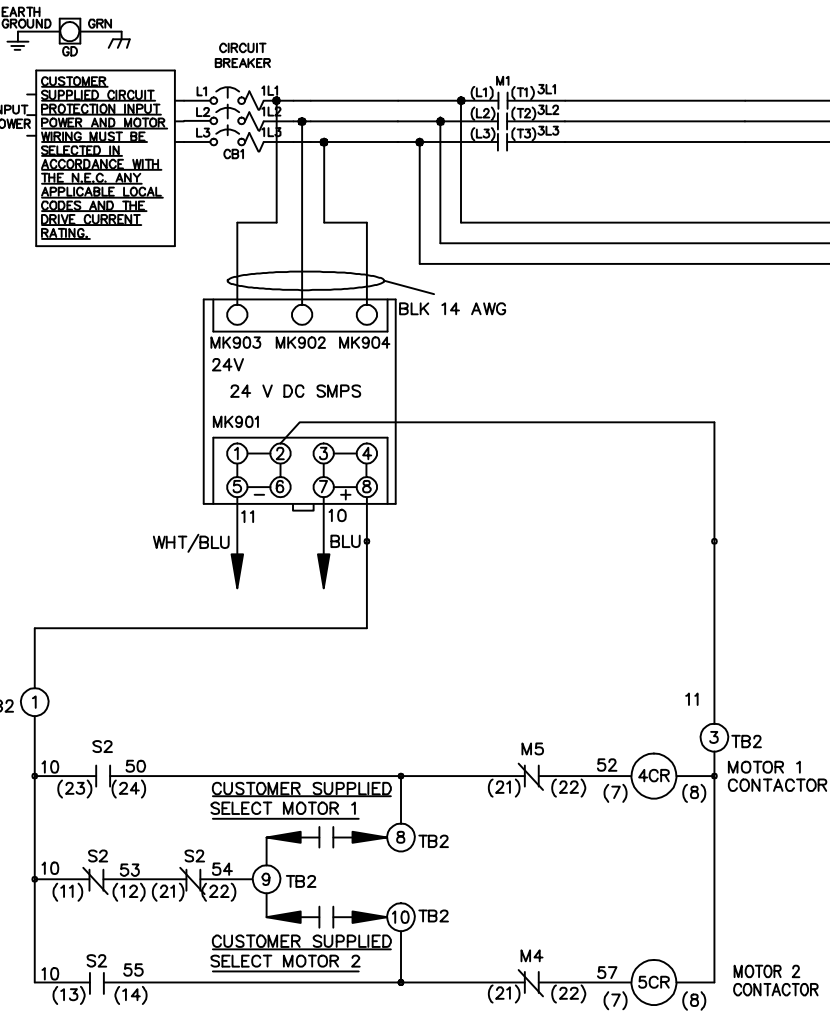 EARTH
GROUND
GRN
GD
CIRCUIT
BREAKER
CUSTOMER
SUPPLIED CIRCUIT
PROTECTION INPUT
POWER AND MOTOR
WIRING MUST BE
SELECTED IN
ACCORDANCE WITH
THE N.E.C. ANY
APPLICABLE LOCAL
CODES AND THE
DRIVE CURRENT
RATING.
L1 1L1
L2 1L2
L3 1L3
CB1
M1
(L1) (T1) 3L1
(L2) (T2) 3L2
(L3) (T3) 3L3
BLK 14 AWG
MK903 MK902 MK904
24V
24 V DC SMPS
MK901
1 2 3 4
5 - 6 7 + 8
11 10
WHT/BLU BLU
1
11
3 TB2
S2
10 50
(23) (24)
M5
(21) (22)
52
4CR
(7) (8)
MOTOR 1
CONTACTOR
CUSTOMER SUPPLIED
SELECT MOTOR 1
8 TB2
S2 S2
10 53 54
(11) (12) (21) (22)
9 TB2
10 TB2
CUSTOMER SUPPLIED
SELECT MOTOR 2
S2
10 55
(13) (14)
M4
(21) (22)
57
5CR
(7) (8)
MOTOR 2
CONTACTOR